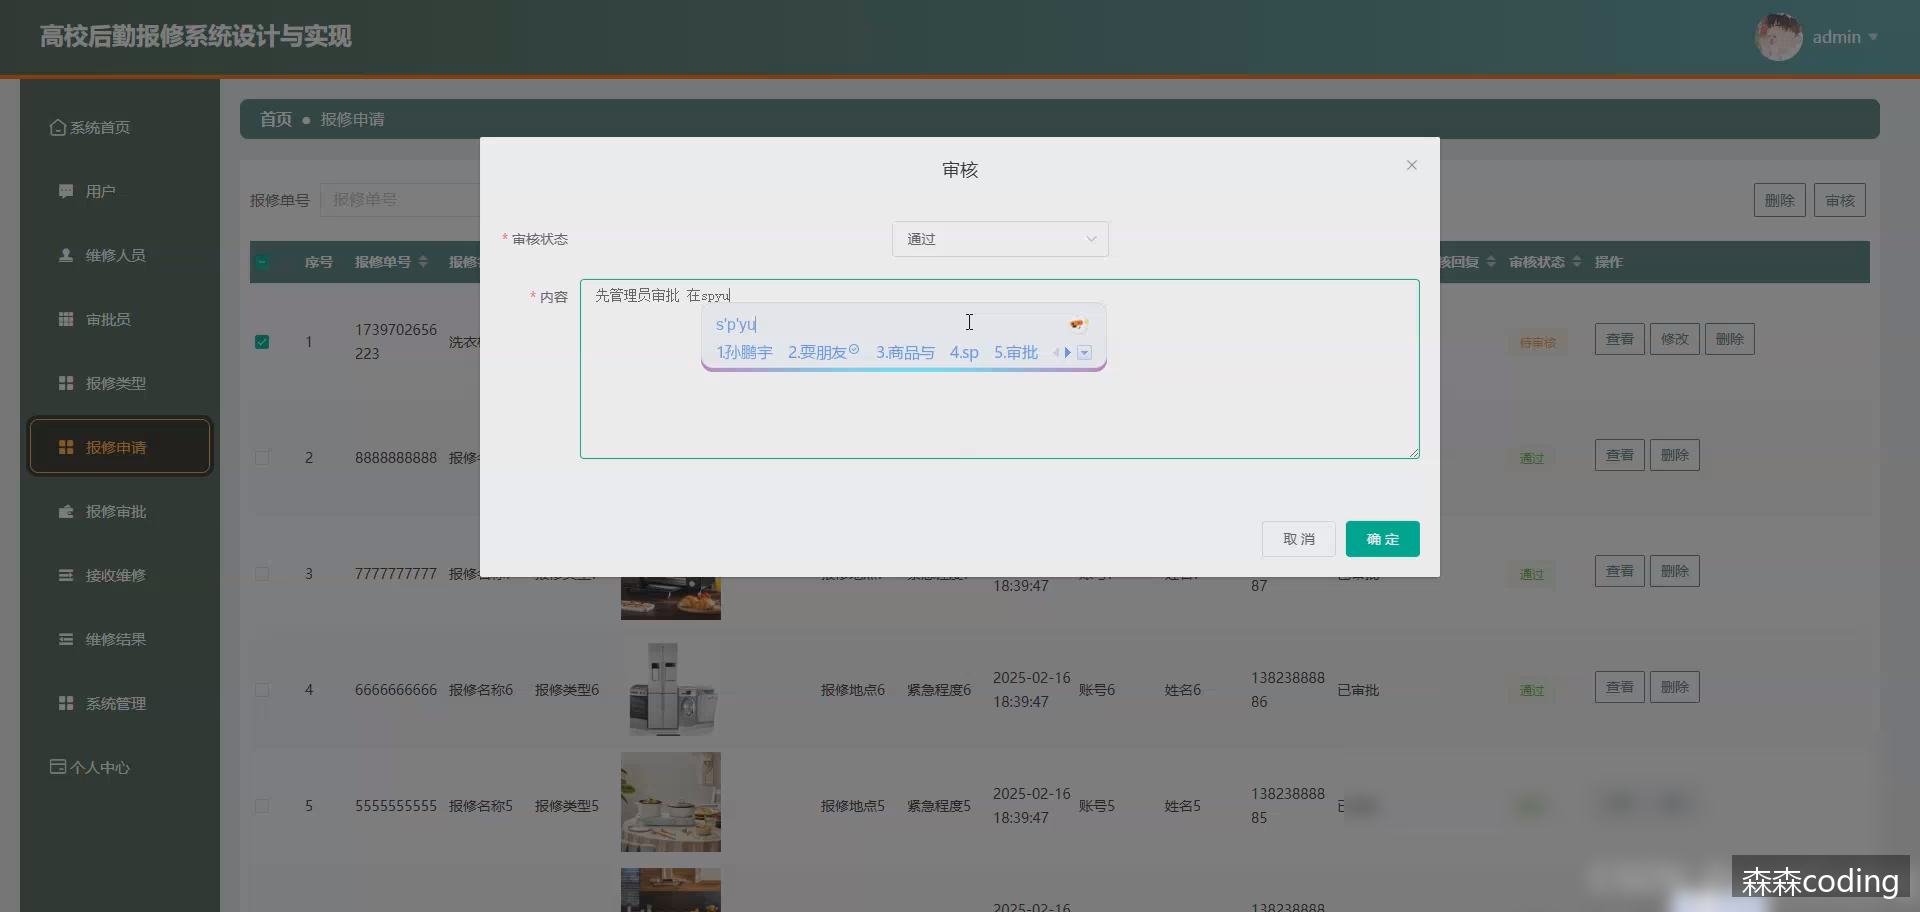 高校后勤报修系统设计与实现
admin
系统首页
用户
维修人员
审批员
报修类型
报修申请
报修审批
接收维修
维修结果
系统管理
个人中心
首页 ● 报修申请
报修单号 报修单号
删除 审核
序号 报修单号
核回复 审核状态 操作
审核
* 审核状态 通过
* 内容 先管理员审批 在spyu
s'p'yu
1.孙鹏宇 2.耍朋友 3.商品与 4.sp 5.审批
取 消 确 定
1 1739702656
223
待审核 查看 修改 删除
2 8888888888
通过 查看 删除
3 7777777777
18:39:47 87
通过 查看 删除
4 6666666666 报修名称6 报修类型6 报修地点6 紧急程度6 2025-02-16
18:39:47 账号6 姓名6 138238888
86 已审批 通过 查看 删除
5 5555555555 报修名称5 报修类型5 报修地点5 紧急程度5 2025-02-16
18:39:47 账号5 姓名5 138238888
85
2025-02-16 138238888
森森coding